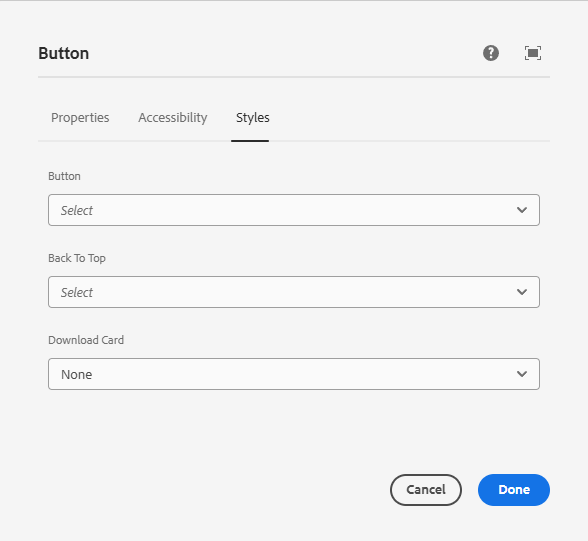 Button
Properties Accessibility Styles
Button
Select
Back To Top
Select
Download Card
None
Cancel Done